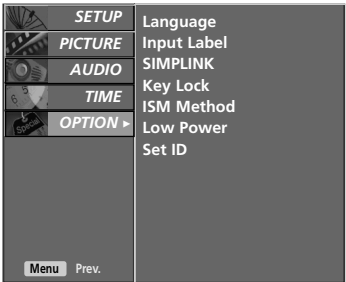 SETUP
PICTURE
AUDIO
TIME
OPTION ▸
Language
Input Label
SIMPLINK
Key Lock
ISM Method
Low Power
Set ID
Menu Prev.